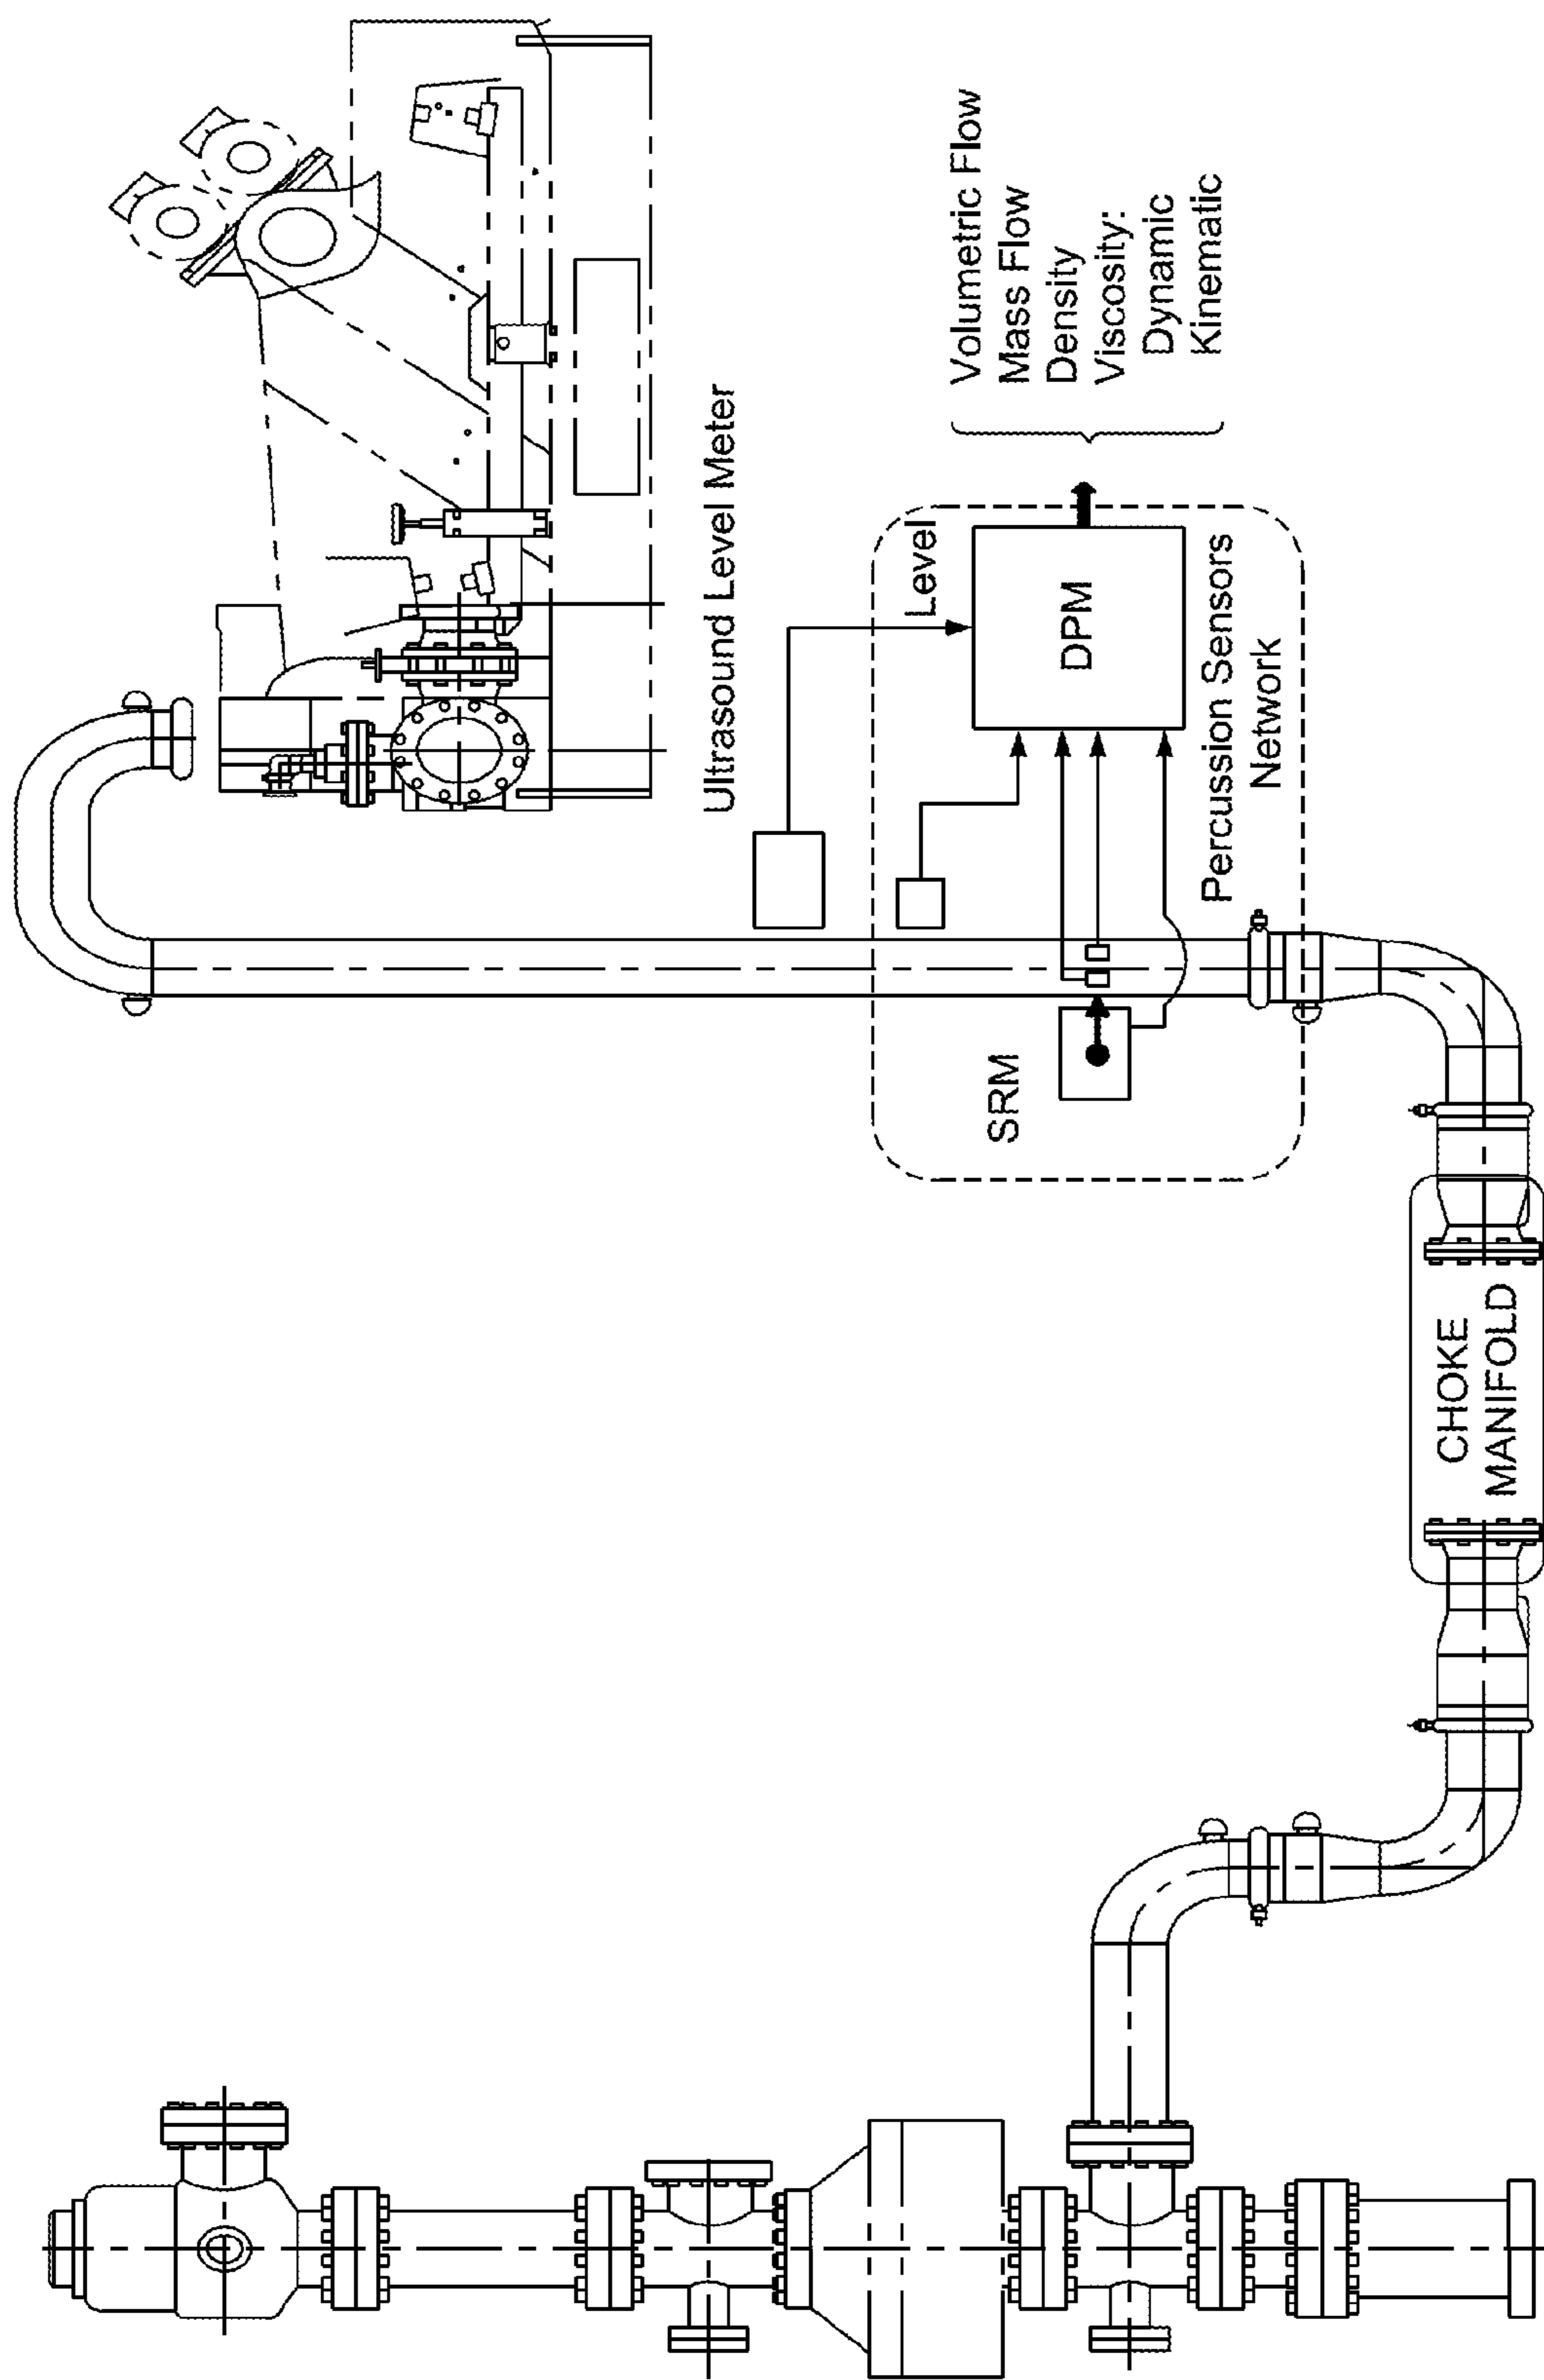 Ultrasound Level Meter
Volumetric Flow
Mass Flow
Density
Viscosity:
Dynamic
Kinematic
Level
DPM
SRM
Percussion Sensors
Network
CHOKE
MANIFOLD